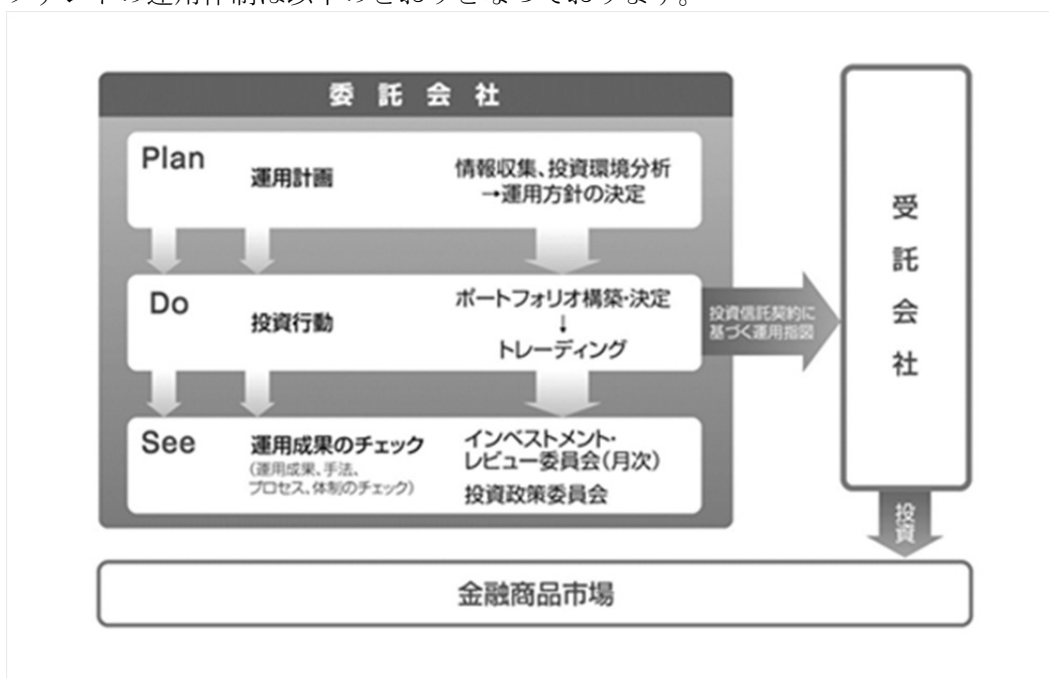 ファンドの運用体制は以下のとおりとなっております。
委託会社
Plan
運用計画
情報収集、投資環境分析
→運用方針の決定
Do
投資行動
ポートフォリオ構築・決定
↓
トレーディング
投資信託契約に
基づく運用指図
See
運用成果のチェック
(運用成果、手法、
プロセス、体制のチェック)
インベストメント・
レビュー委員会(月次)
投資政策委員会
受託会社
投資
金融商品市場